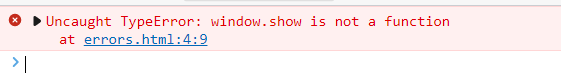 Uncaught TypeError: window.show is not a function
at errors.html:4:9